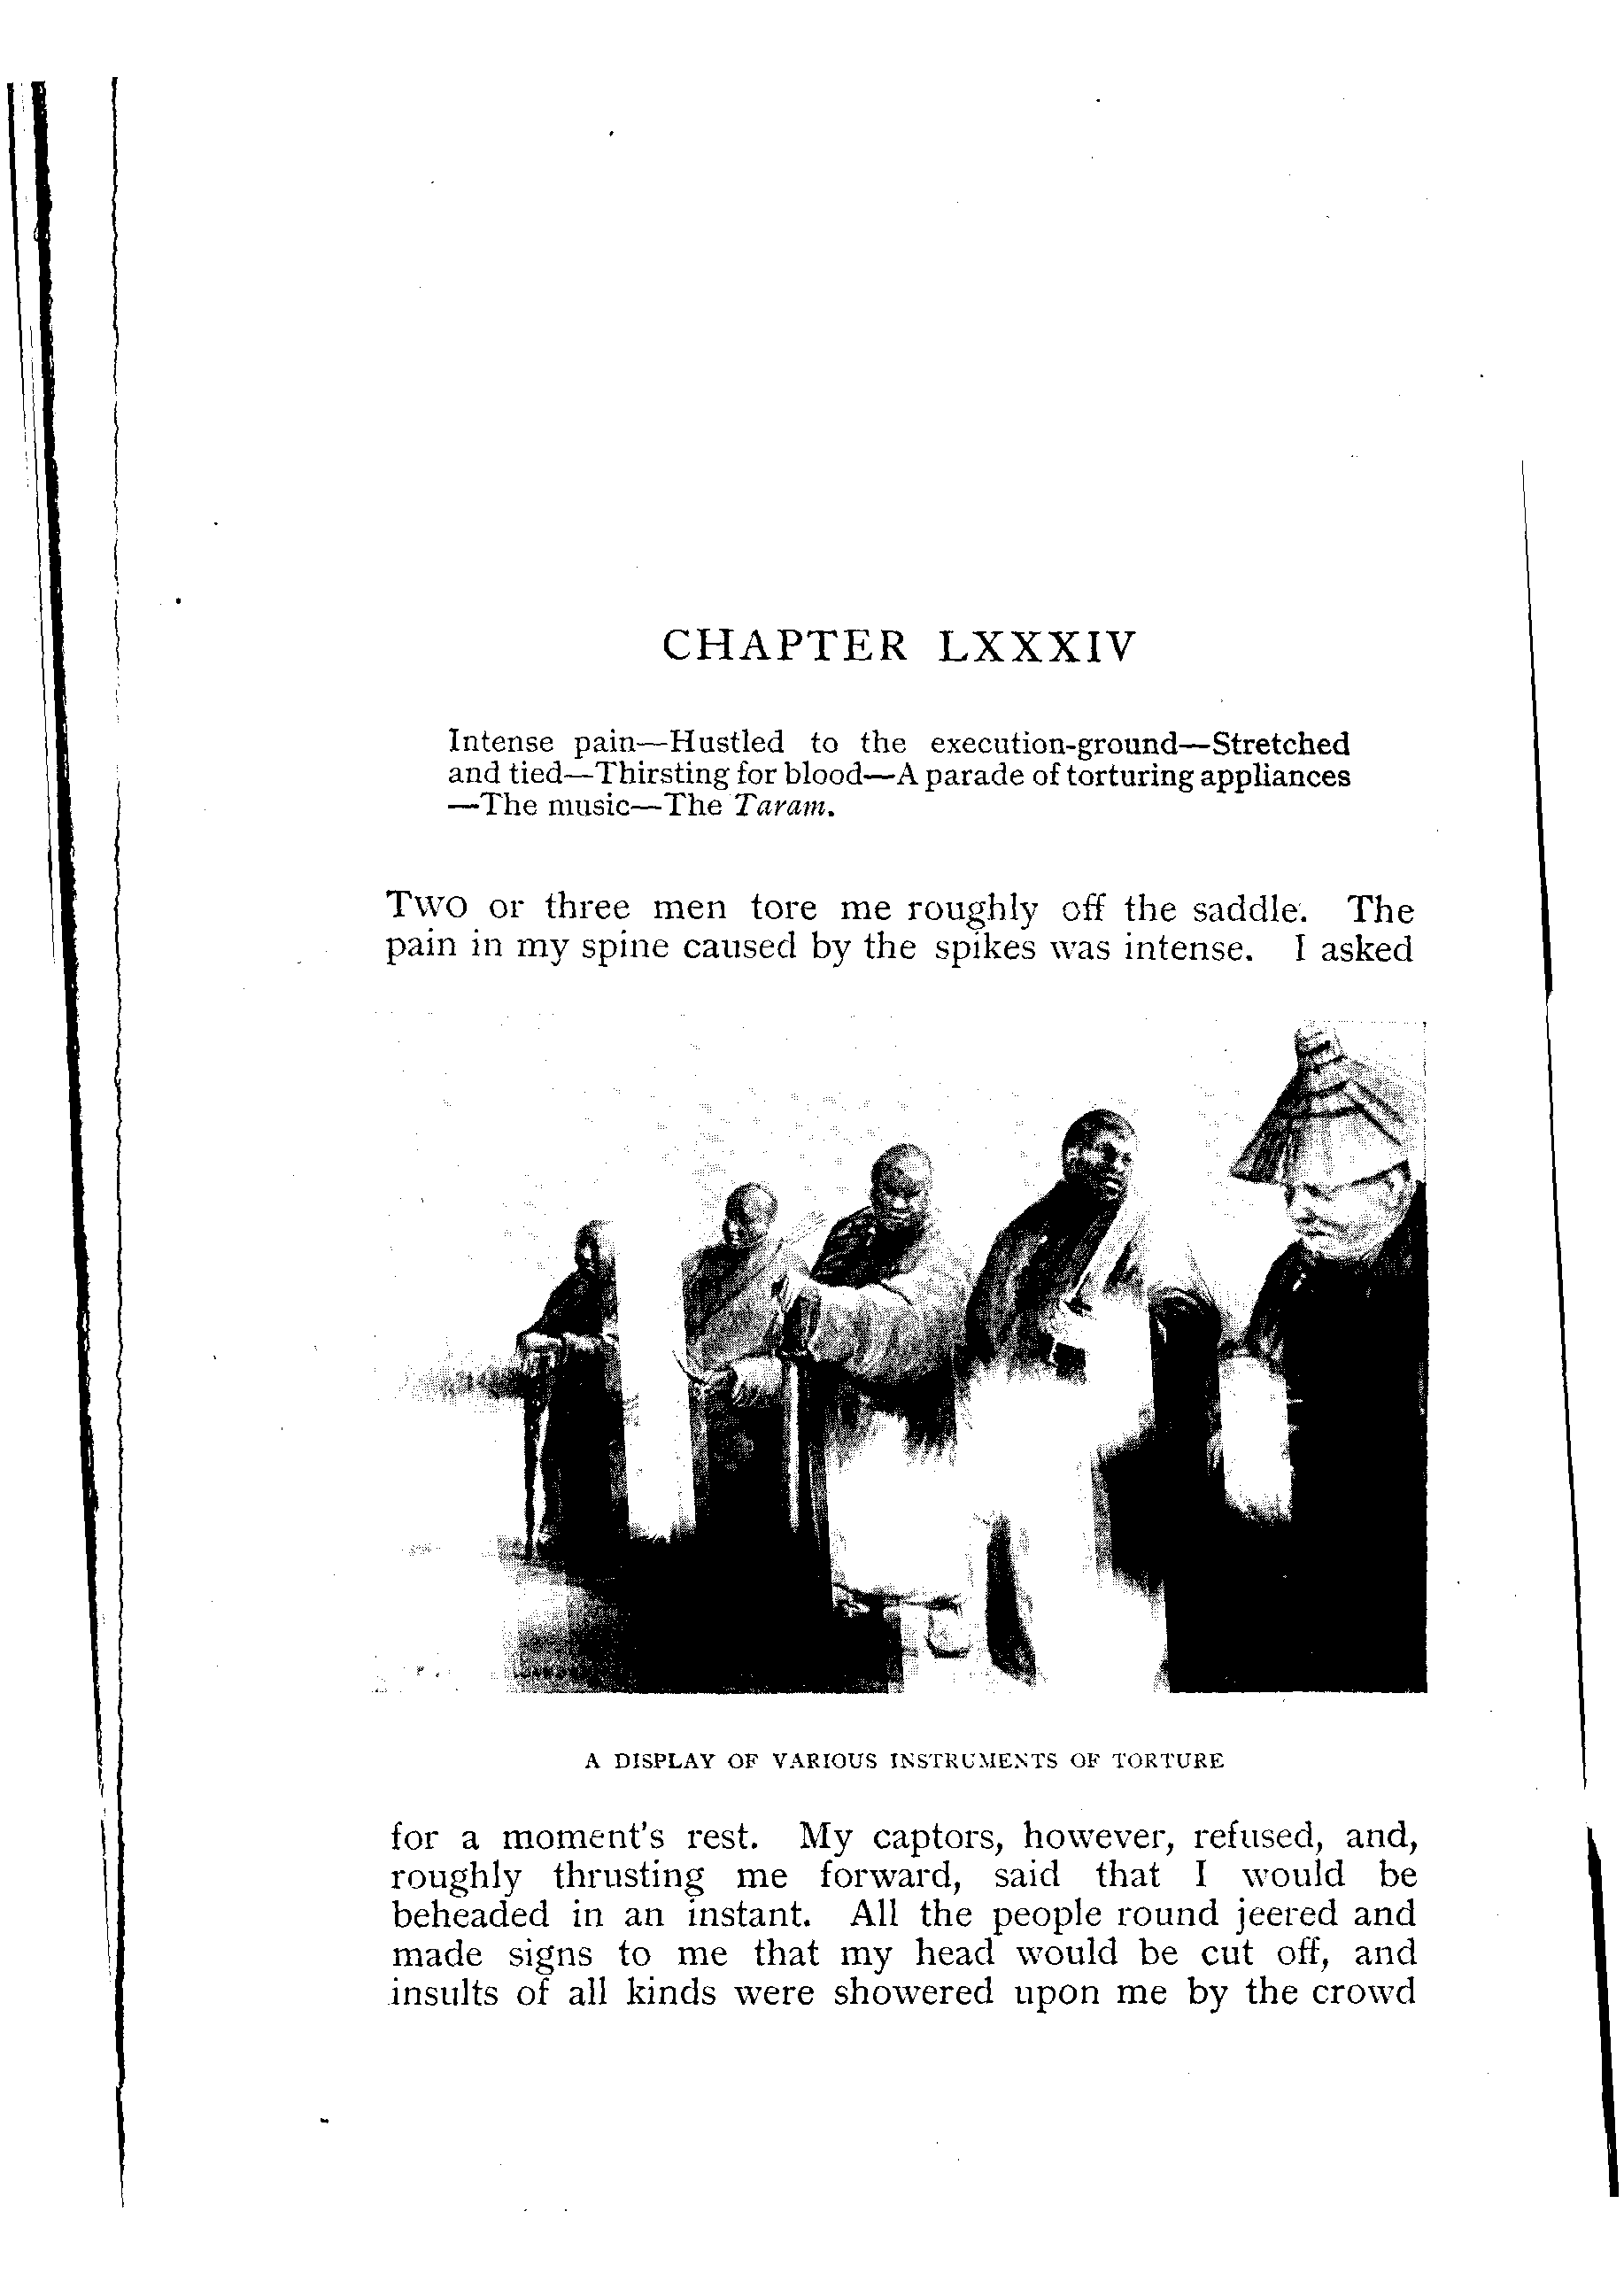 CHAPTER LXXXIV
Intense pain—Hustled to the execution-ground—Stretched
and tied—Thirsting for blood—A parade of torturing appliances
—The music—The Taram.
Two or three men tore me roughly off the saddle. The
pain in my spine caused by the spikes was intense. I asked
A DISPLAY OF VARIOUS INSTRUMENTS OF TORTURE
for a moment's rest. My captors, however, refused, and,
roughly thrusting me forward, said that I would be
beheaded in an instant. All the people round jeered and
made signs to me that my head would be cut off, and
insults of all kinds were showered upon me by the crowd